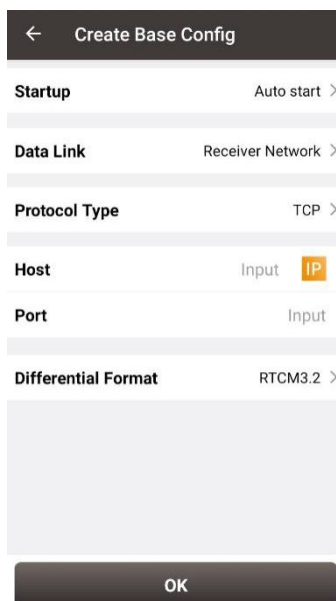 ← Create Base Config
Startup Auto start >
Data Link Receiver Network >
Protocol Type TCP >
Host Input IP
Port Input
Differential Format RTCM3.2 >
OK